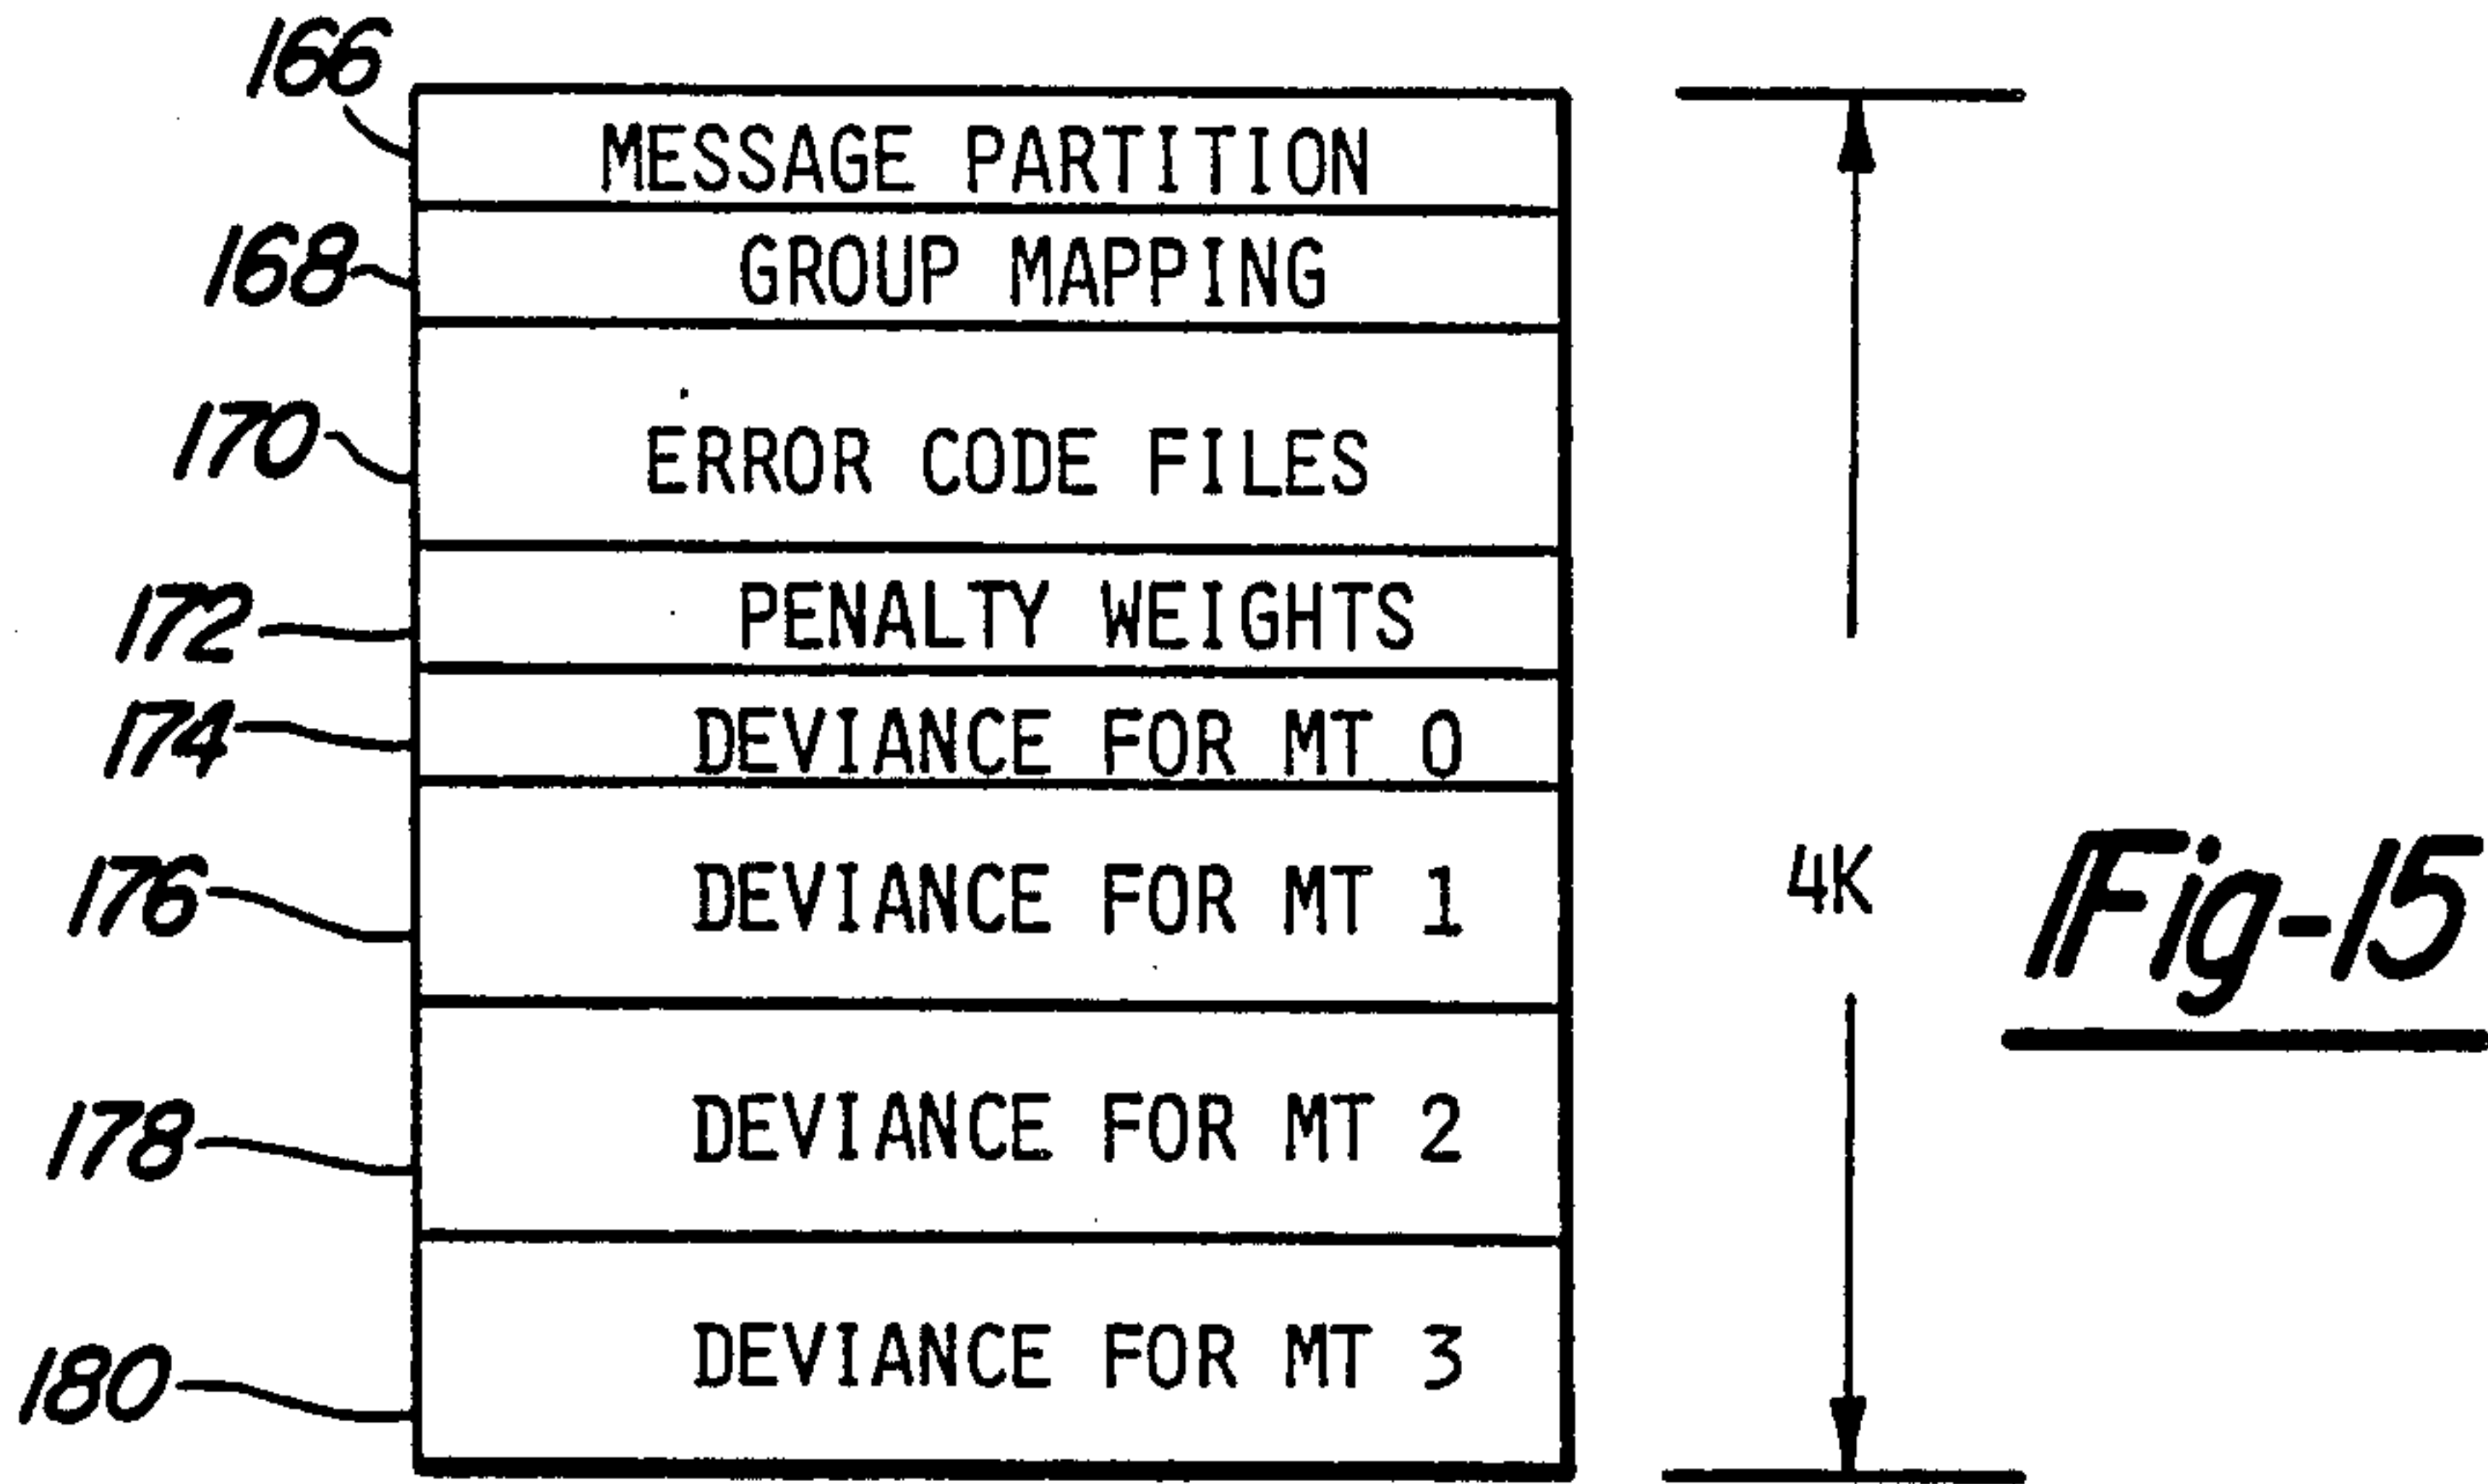 166 MESSAGE PARTITION
168 GROUP MAPPING
170 ERROR CODE FILES
172 PENALTY WEIGHTS
174 DEVIANCE FOR MT 0
176 DEVIANCE FOR MT 1
4K
Fig-15
178 DEVIANCE FOR MT 2
180 DEVIANCE FOR MT 3